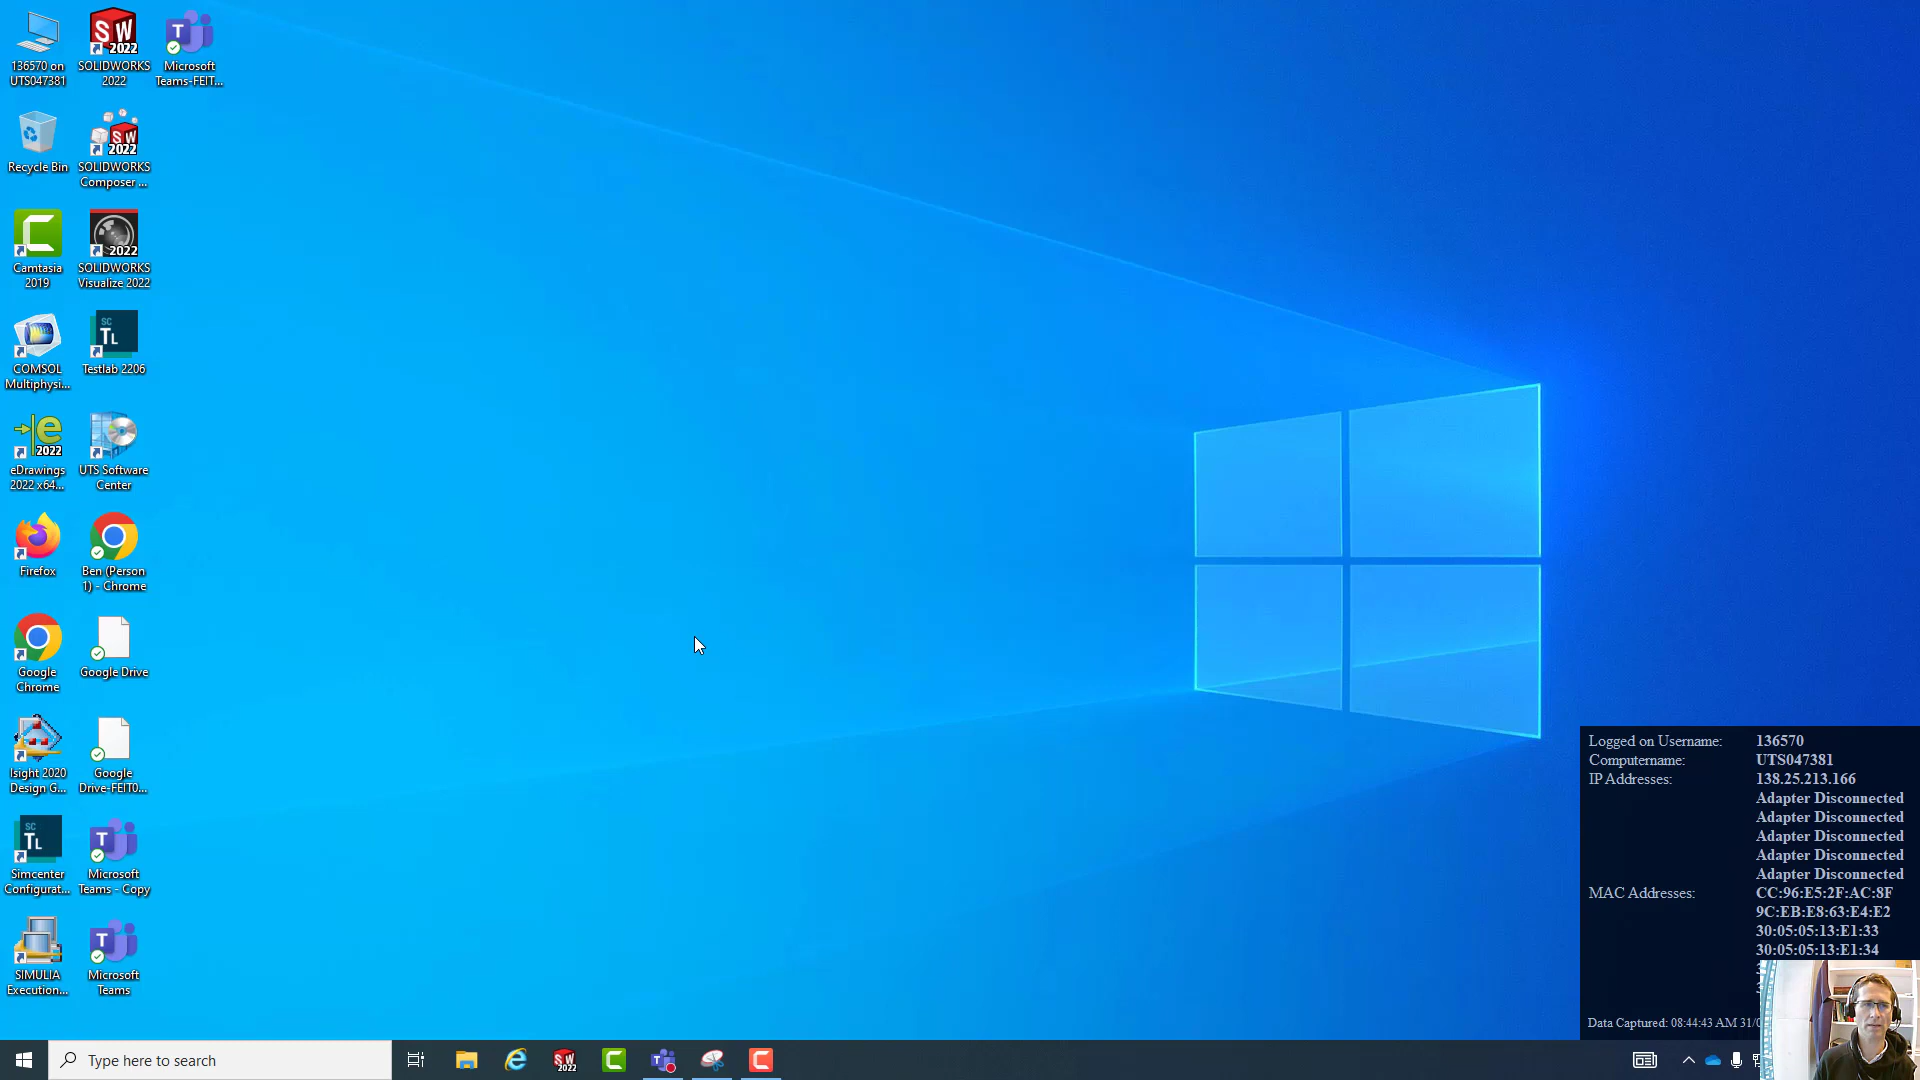 136570 on
UTS047381
SOLIDWORKS
2022
Microsoft
Teams-FEIT...
Recycle Bin
SOLIDWORKS
Composer ...
Camtasia
2019
SOLIDWORKS
Visualize 2022
COMSOL
Multiphysi...
SC
TL
Testlab 2206
eDrawings
2022 x64...
UTS Software
Center
Firefox
Ben (Person
1) - Chrome
Google
Chrome
Google Drive
Isight 2020
Design G...
Google
Drive-FEIT0...
SC
TL
Simcenter
Configurat...
Microsoft
Teams - Copy
SIMULIA
Execution...
Microsoft
Teams
Logged on Username: 136570
Computername: UTS047381
IP Addresses: 138.25.213.166
Adapter Disconnected
Adapter Disconnected
Adapter Disconnected
Adapter Disconnected
Adapter Disconnected
MAC Addresses: CC:96:E5:2F:AC:8F
9C:EB:E8:63:E4:E2
30:05:05:13:E1:33
30:05:05:13:E1:34
Data Captured: 08:44:43 AM 31/
Type here to search